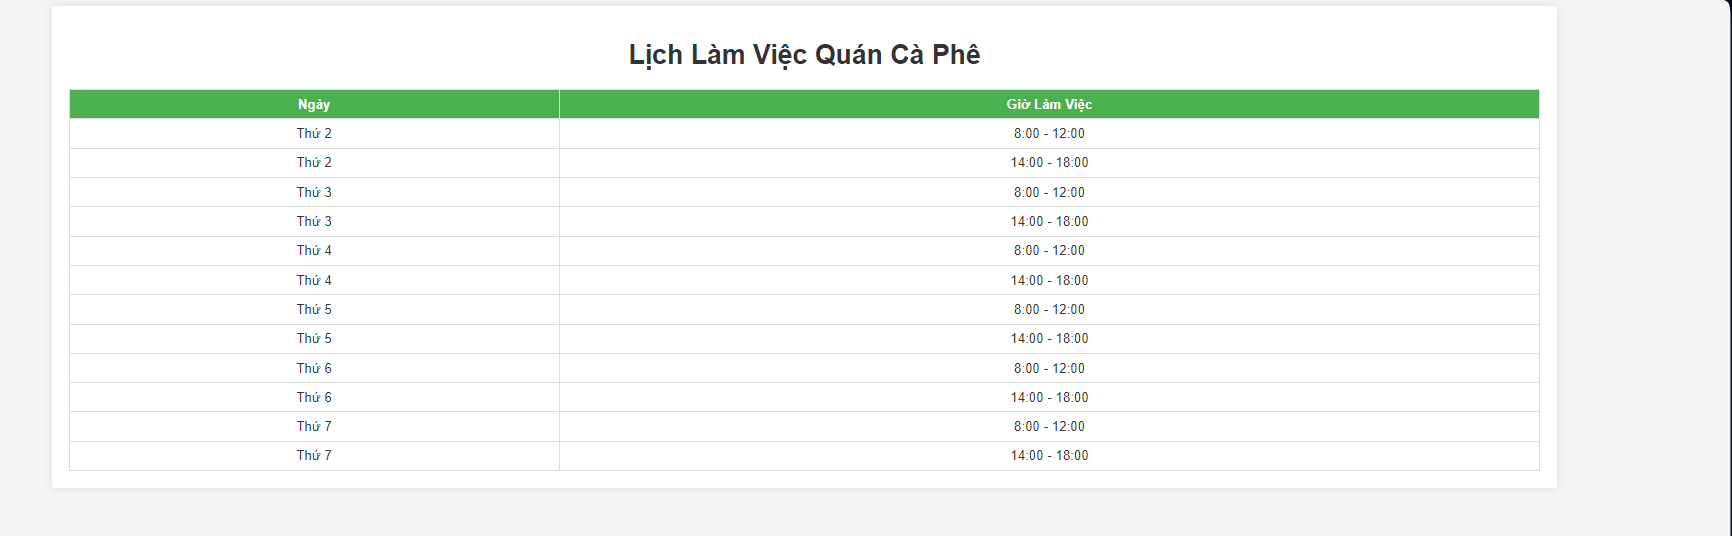 Lịch Làm Việc Quán Cà Phê
Ngày Giờ Làm Việc
Thứ 2 8:00 - 12:00
Thứ 2 14:00 - 18:00
Thứ 3 8:00 - 12:00
Thứ 3 14:00 - 18:00
Thứ 4 8:00 - 12:00
Thứ 4 14:00 - 18:00
Thứ 5 8:00 - 12:00
Thứ 5 14:00 - 18:00
Thứ 6 8:00 - 12:00
Thứ 6 14:00 - 18:00
Thứ 7 8:00 - 12:00
Thứ 7 14:00 - 18:00